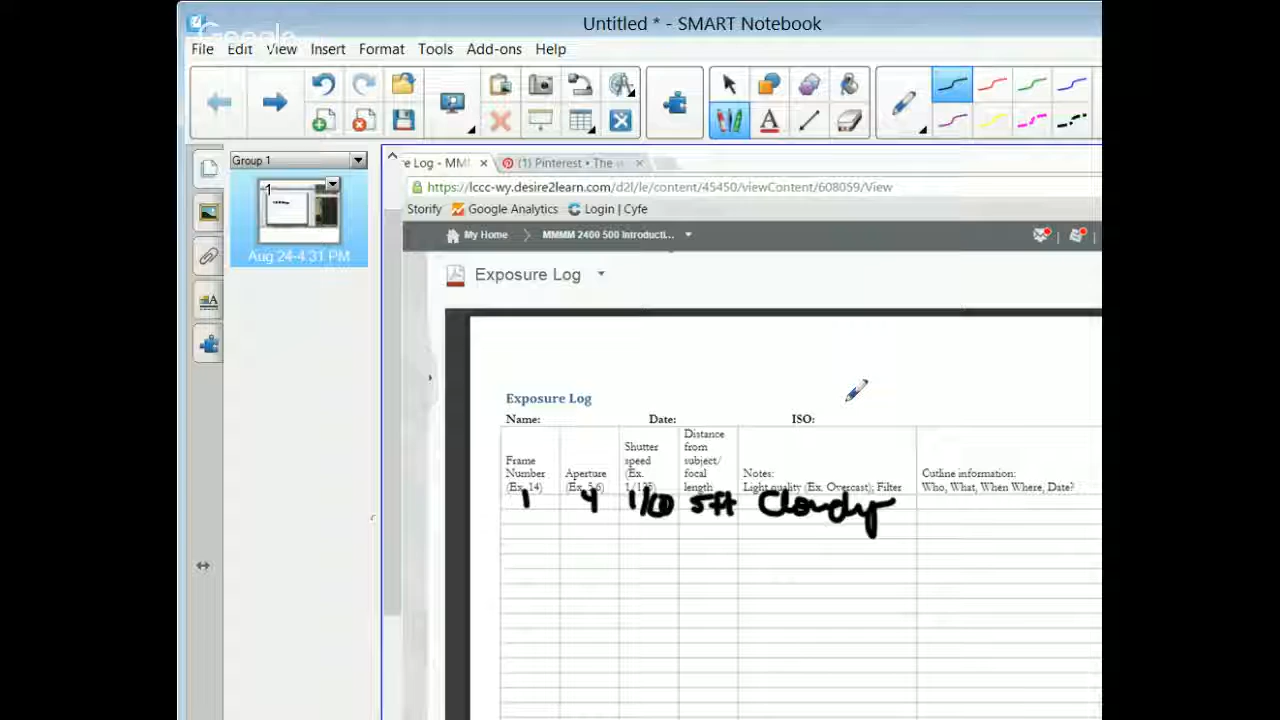 Untitled * - SMART Notebook
Google
File Edit View Insert Format Tools Add-ons Help
Group 1
1
Aug 24-4:31 PM
re Log - MM
(1) Pinterest • The
https://lccc-wy.desire2learn.com/d2l/le/content/45450/viewContent/608059/View
Storify Google Analytics Login | Cyfe
My Home MMMM 2400 500 Introducti...
Exposure Log
Exposure Log
Name: Date: ISO:
Frame Number (Ex. 14)
Aperture (Ex. 5.6)
Shutter speed (Ex. 1/125)
Distance from subject/ focal length
Notes:
Light quality (Ex. Overcast); Filter
Cutline information:
Who, What, When Where, Date?
1 4 5ft Cloudy